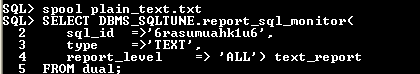 SQL> spool plain_text.txt
SQL> SELECT DBMS_SQLTUNE.report_sql_monitor(
2 sql_id =>'6rasumuahk1u6',
3 type =>'TEXT',
4 report_level => 'ALL') text_report
5 FROM dual;